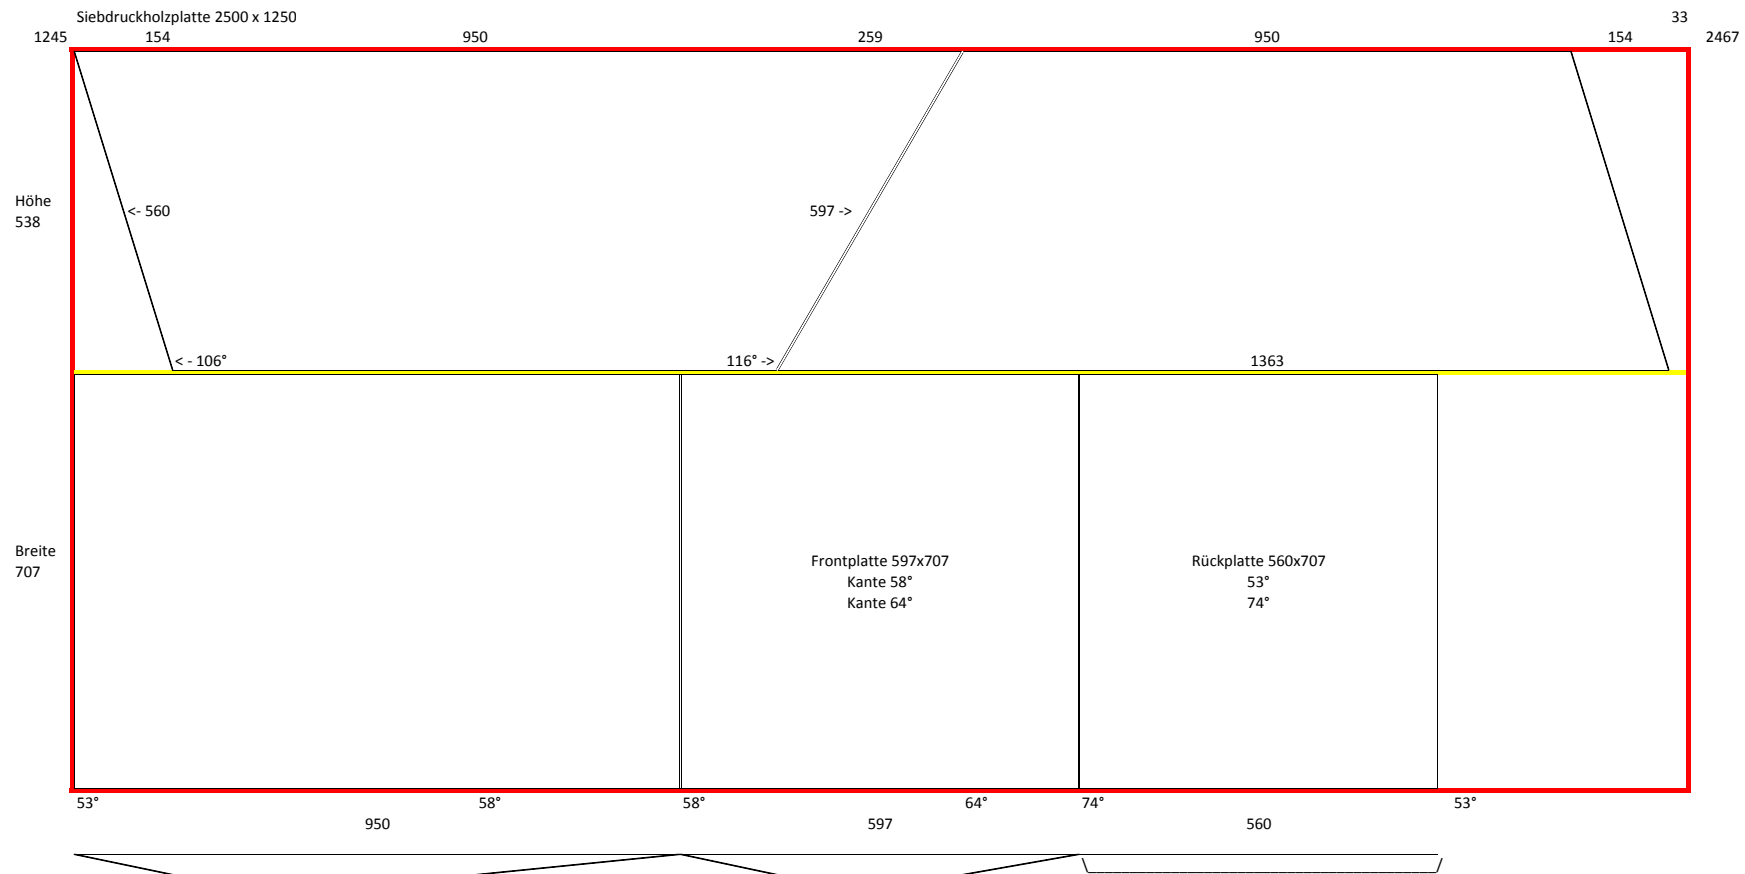 Siebdruckholzplatte 2500 x 1250
33
1245 154 950 259 950 154 2467
Höhe
538
<- 560
597 ->
< - 106°
116° ->
1363
Breite
707
Frontplatte 597x707
Kante 58°
Kante 64°
Rückplatte 560x707
53°
74°
53° 58° 58° 64° 74° 53°
950 597 560